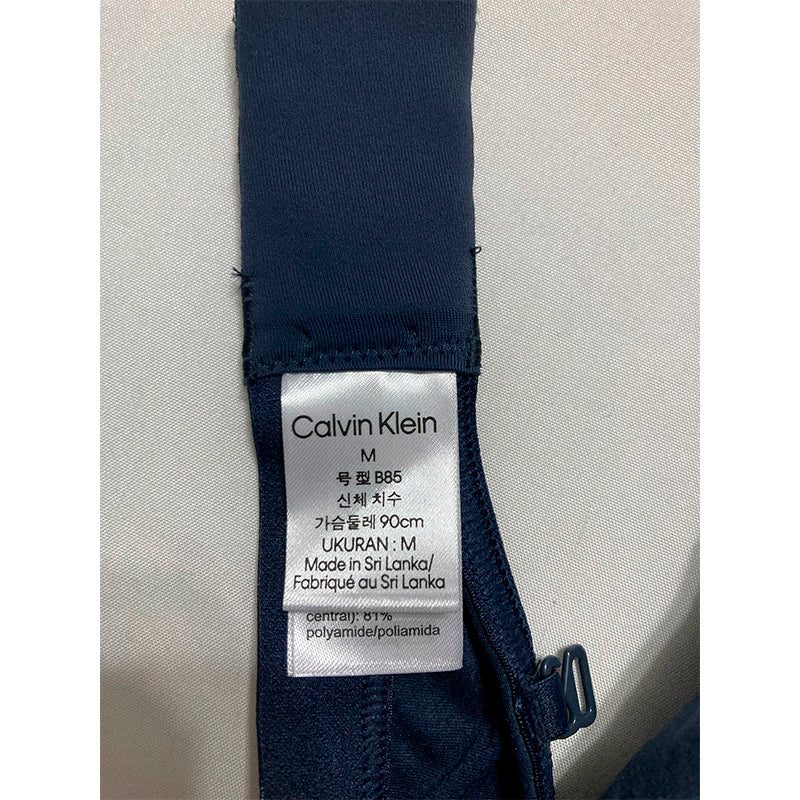 Calvin Klein
M
号型 B85
신체 치수
가슴둘레 90cm
UKURAN : M
Made in Sri Lanka/
Fabriqué au Sri Lanka
central): 81%
polyamide/poliamida